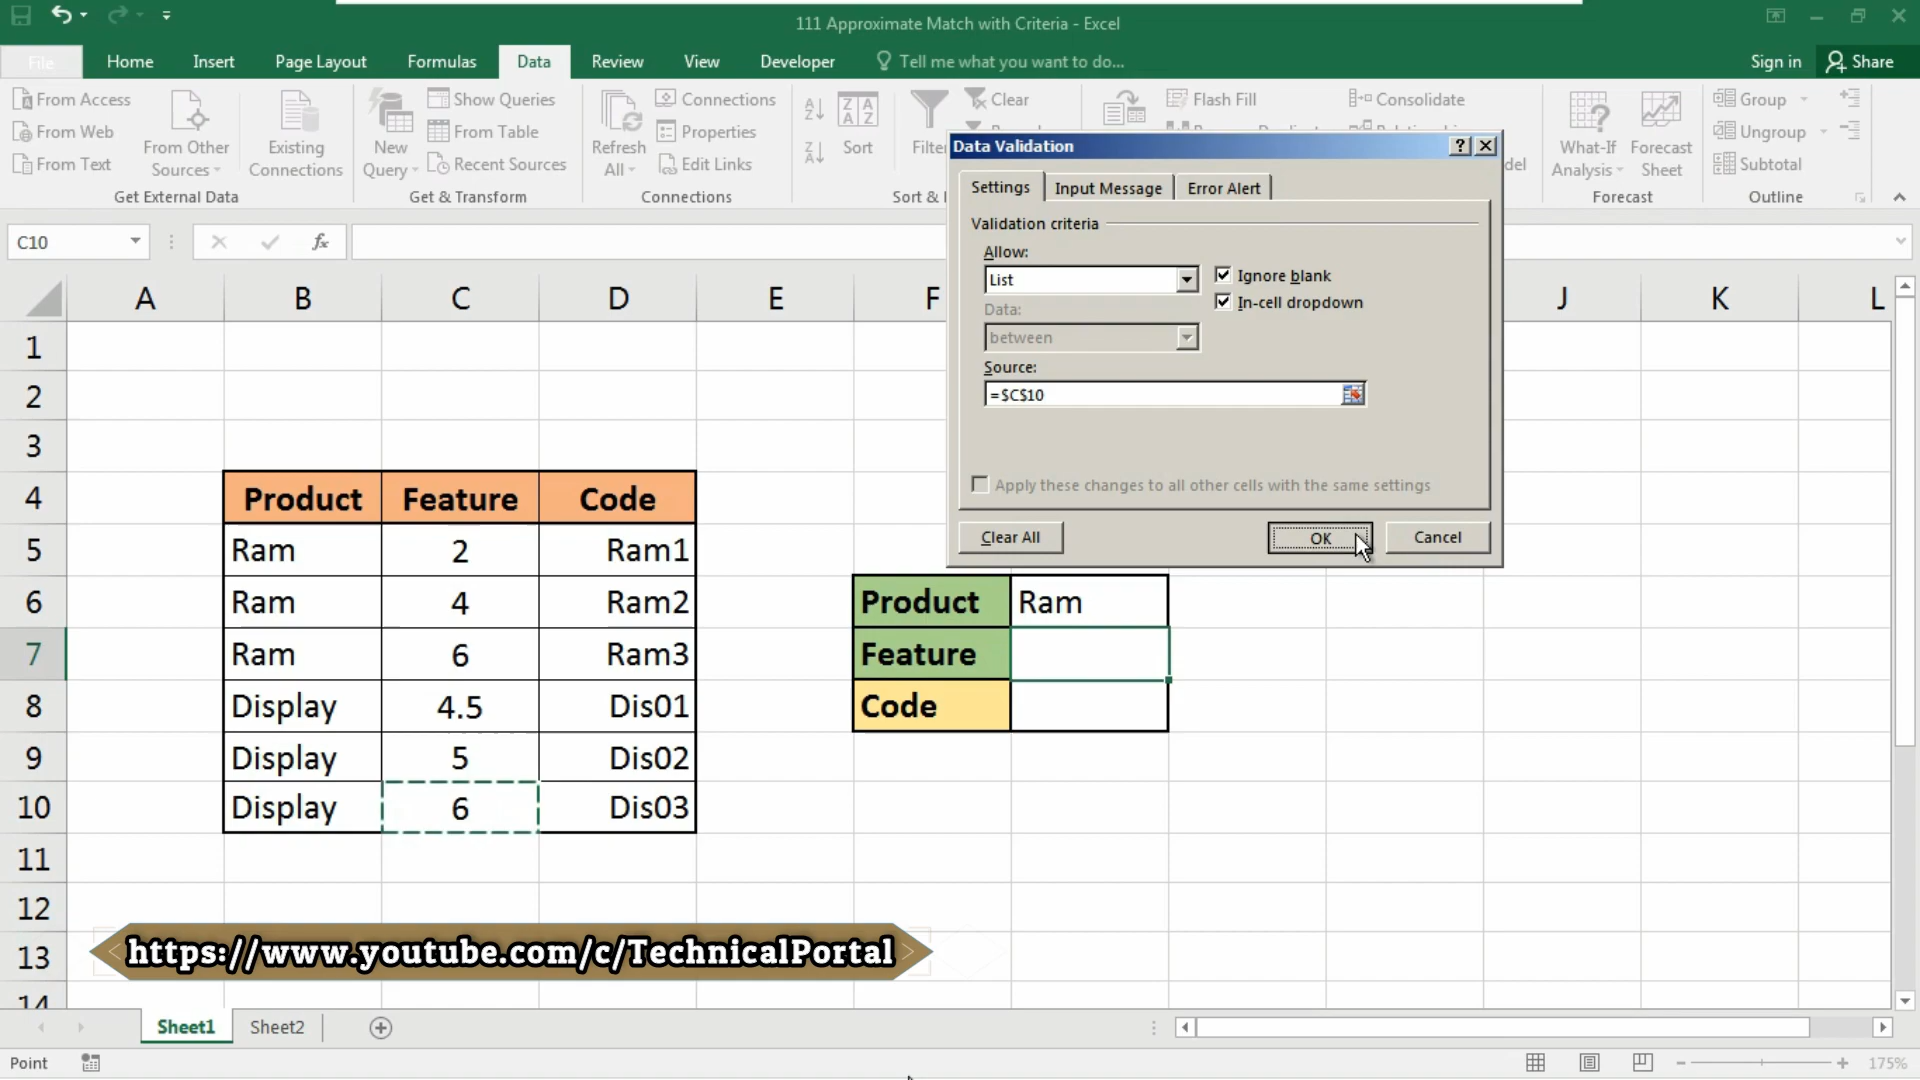 111 Approximate Match with Criteria - Excel
File Home Insert Page Layout Formulas Data Review View Developer Tell me what you want to do... Sign in Share
From Access
From Web
From Text
From Other Sources
Existing Connections
Get External Data
New Query
Show Queries
From Table
Recent Sources
Get & Transform
Refresh All
Connections
Properties
Edit Links
Connections
Sort
Filter
Clear
Sort &
Flash Fill
Consolidate
What-If Analysis
Forecast Sheet
Forecast
Group
Ungroup
Subtotal
Outline
C10
fx
Data Validation
Settings Input Message Error Alert
Validation criteria
Allow:
List
Ignore blank
In-cell dropdown
Data:
between
Source:
=$C$10
Apply these changes to all other cells with the same settings
Clear All OK Cancel
A B C D E F J K L
1
2
3
4 Product Feature Code
5 Ram 2 Ram1
6 Ram 4 Ram2 Product Ram
7 Ram 6 Ram3 Feature
8 Display 4.5 Dis01 Code
9 Display 5 Dis02
10 Display 6 Dis03
11
12
13
14
https://www.youtube.com/c/TechnicalPortal
Sheet1 Sheet2
Point
175%